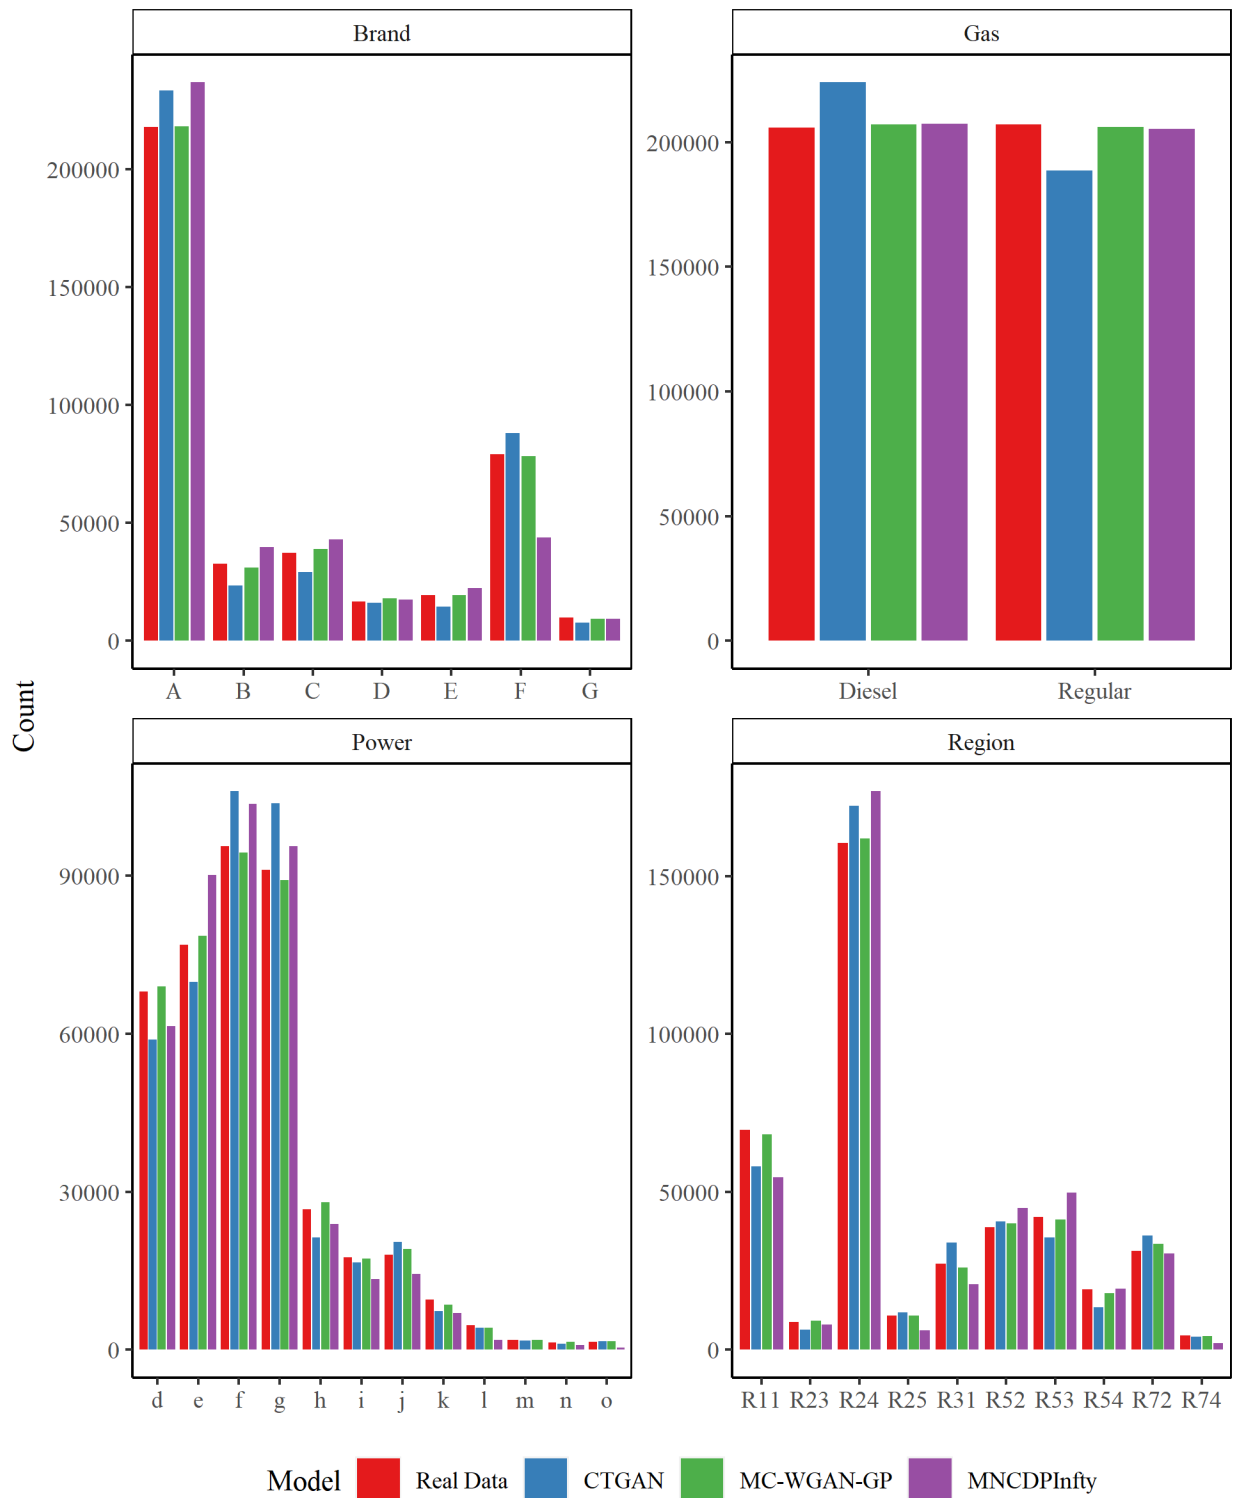 Brand
Gas
200000
150000
100000
50000
0
A B C D E F G
200000
150000
100000
50000
0
Diesel Regular
Count
Power
Region
90000
60000
30000
0
d e f g h i j k l m n o
150000
100000
50000
0
R11 R23 R24 R25 R31 R52 R53 R54 R72 R74
Model Real Data CTGAN MC-WGAN-GP MNCDPInfty